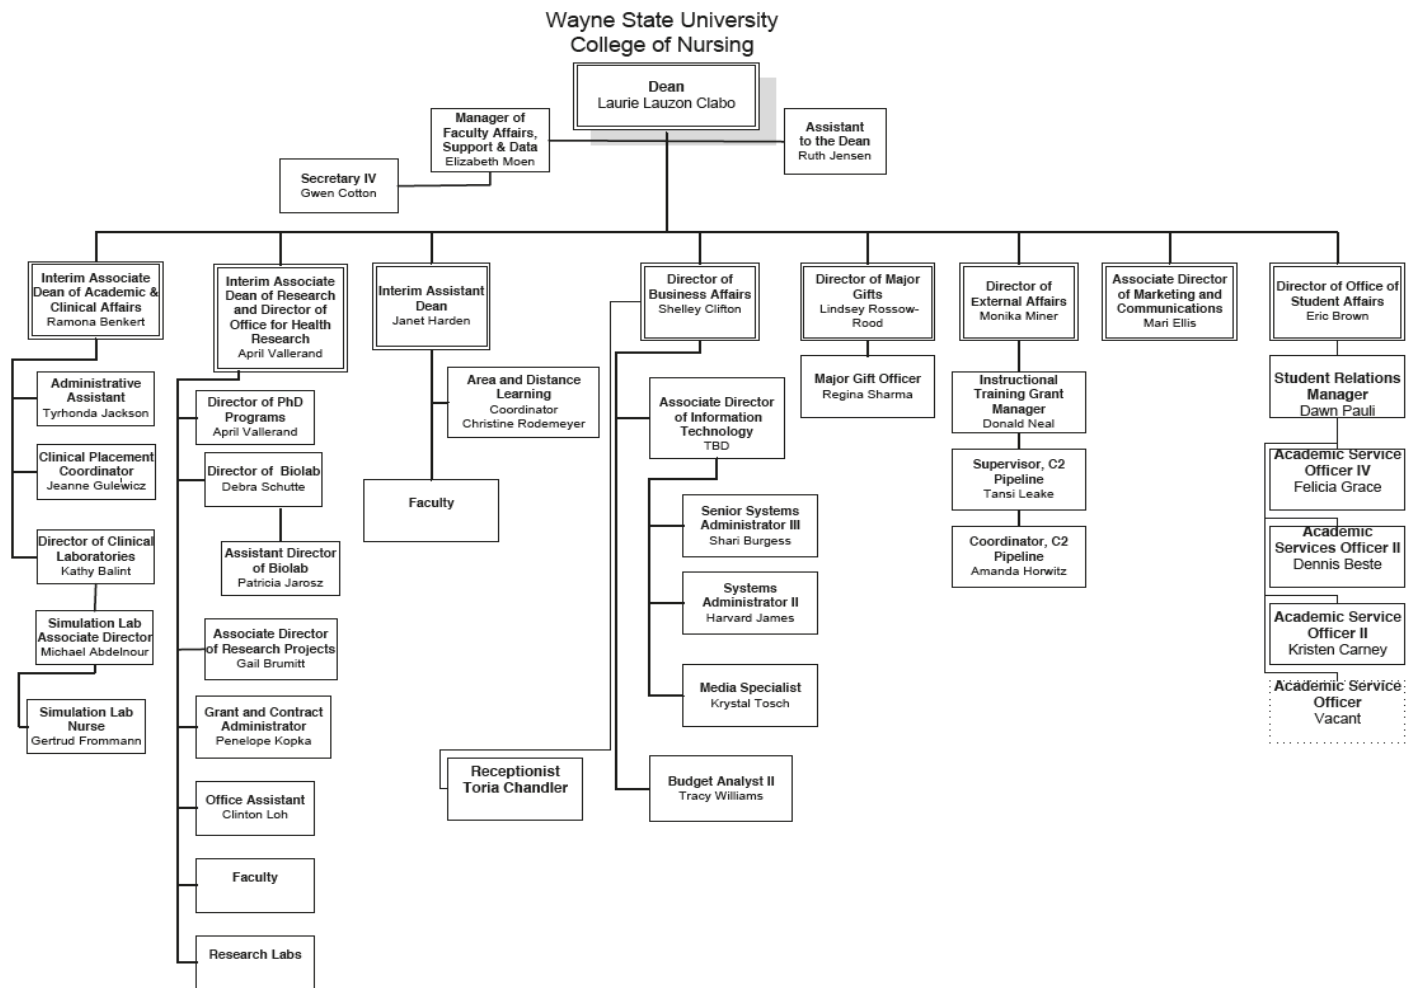 Wayne State University
College of Nursing
Dean
Laurie Lauzon Clabo
Manager of
Faculty Affairs,
Support & Data
Elizabeth Moen
Assistant
to the Dean
Ruth Jensen
Secretary IV
Gwen Cotton
Interim Associate
Dean of Academic &
Clinical Affairs
Ramona Benkert
Administrative
Assistant
Tyrhonda Jackson
Clinical Placement
Coordinator
Jeanne Gulewicz
Director of Clinical
Laboratories
Kathy Balint
Simulation Lab
Associate Director
Michael Abdelnour
Simulation Lab
Nurse
Gertrud Frommann
Interim Associate
Dean of Research
and Director of
Office for Health
Research
April Vallerand
Director of PhD
Programs
April Vallerand
Director of Biolab
Debra Schutte
Assistant Director
of Biolab
Patricia Jarosz
Associate Director
of Research Projects
Gail Brumitt
Grant and Contract
Administrator
Penelope Kopka
Office Assistant
Clinton Loh
Faculty
Research Labs
Interim Assistant
Dean
Janet Harden
Area and Distance
Learning
Coordinator
Christine Rodemeyer
Faculty
Director of
Business Affairs
Shelley Clifton
Associate Director
of Information
Technology
TBD
Senior Systems
Administrator III
Shari Burgess
Systems
Administrator II
Harvard James
Media Specialist
Krystal Tosch
Receptionist
Toria Chandler
Budget Analyst II
Tracy Williams
Director of Major
Gifts
Lindsey Rossow-
Rood
Major Gift Officer
Regina Sharma
Director of
External Affairs
Monika Miner
Instructional
Training Grant
Manager
Donald Neal
Supervisor, C2
Pipeline
Tansi Leake
Coordinator, C2
Pipeline
Amanda Horwitz
Associate Director
of Marketing and
Communications
Mari Ellis
Director of Office of
Student Affairs
Eric Brown
Student Relations
Manager
Dawn Pauli
Academic Service
Officer IV
Felicia Grace
Academic
Services Officer II
Dennis Beste
Academic Service
Officer II
Kristen Carney
Academic Service
Officer
Vacant